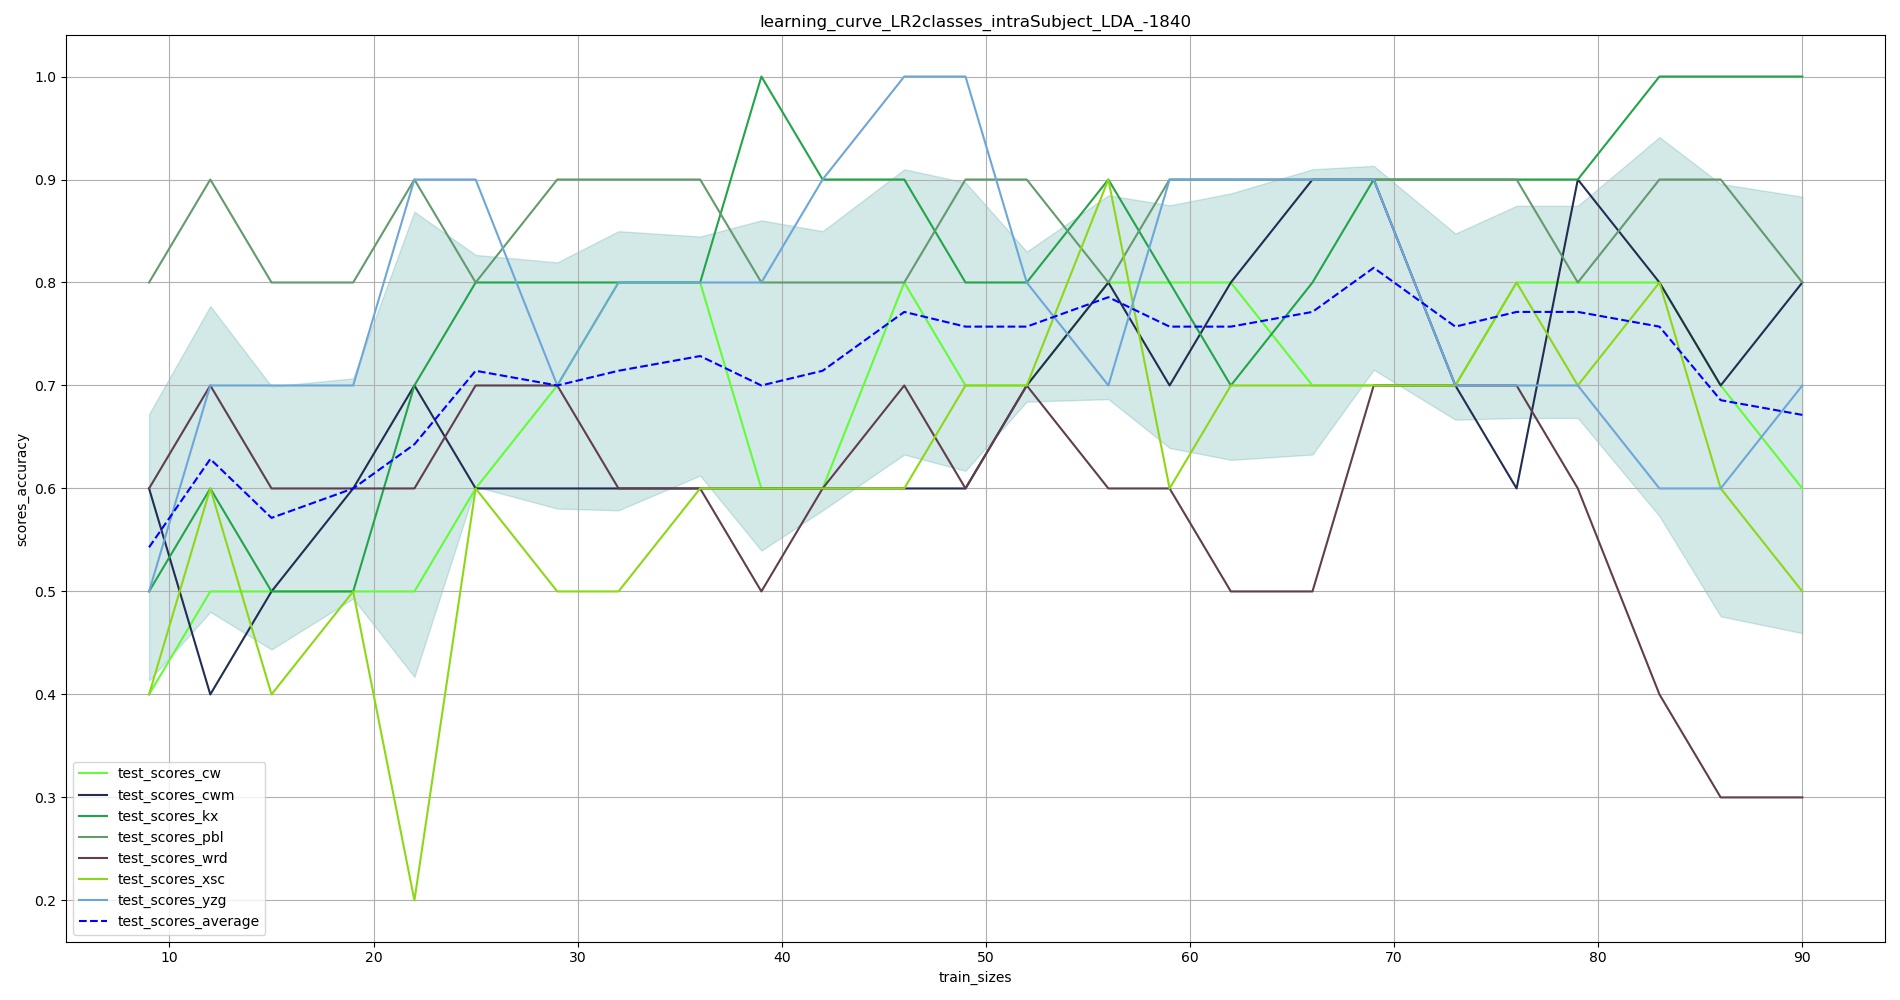 learning_curve_LR2classes_intraSubject_LDA_-1840
scores_accuracy
1.0
0.9
0.8
0.7
0.6
0.5
0.4
0.3
0.2
test_scores_cw
test_scores_cwm
test_scores_kx
test_scores_pbl
test_scores_wrd
test_scores_xsc
test_scores_yzg
test_scores_average
10 20 30 40 50 60 70 80 90
train_sizes